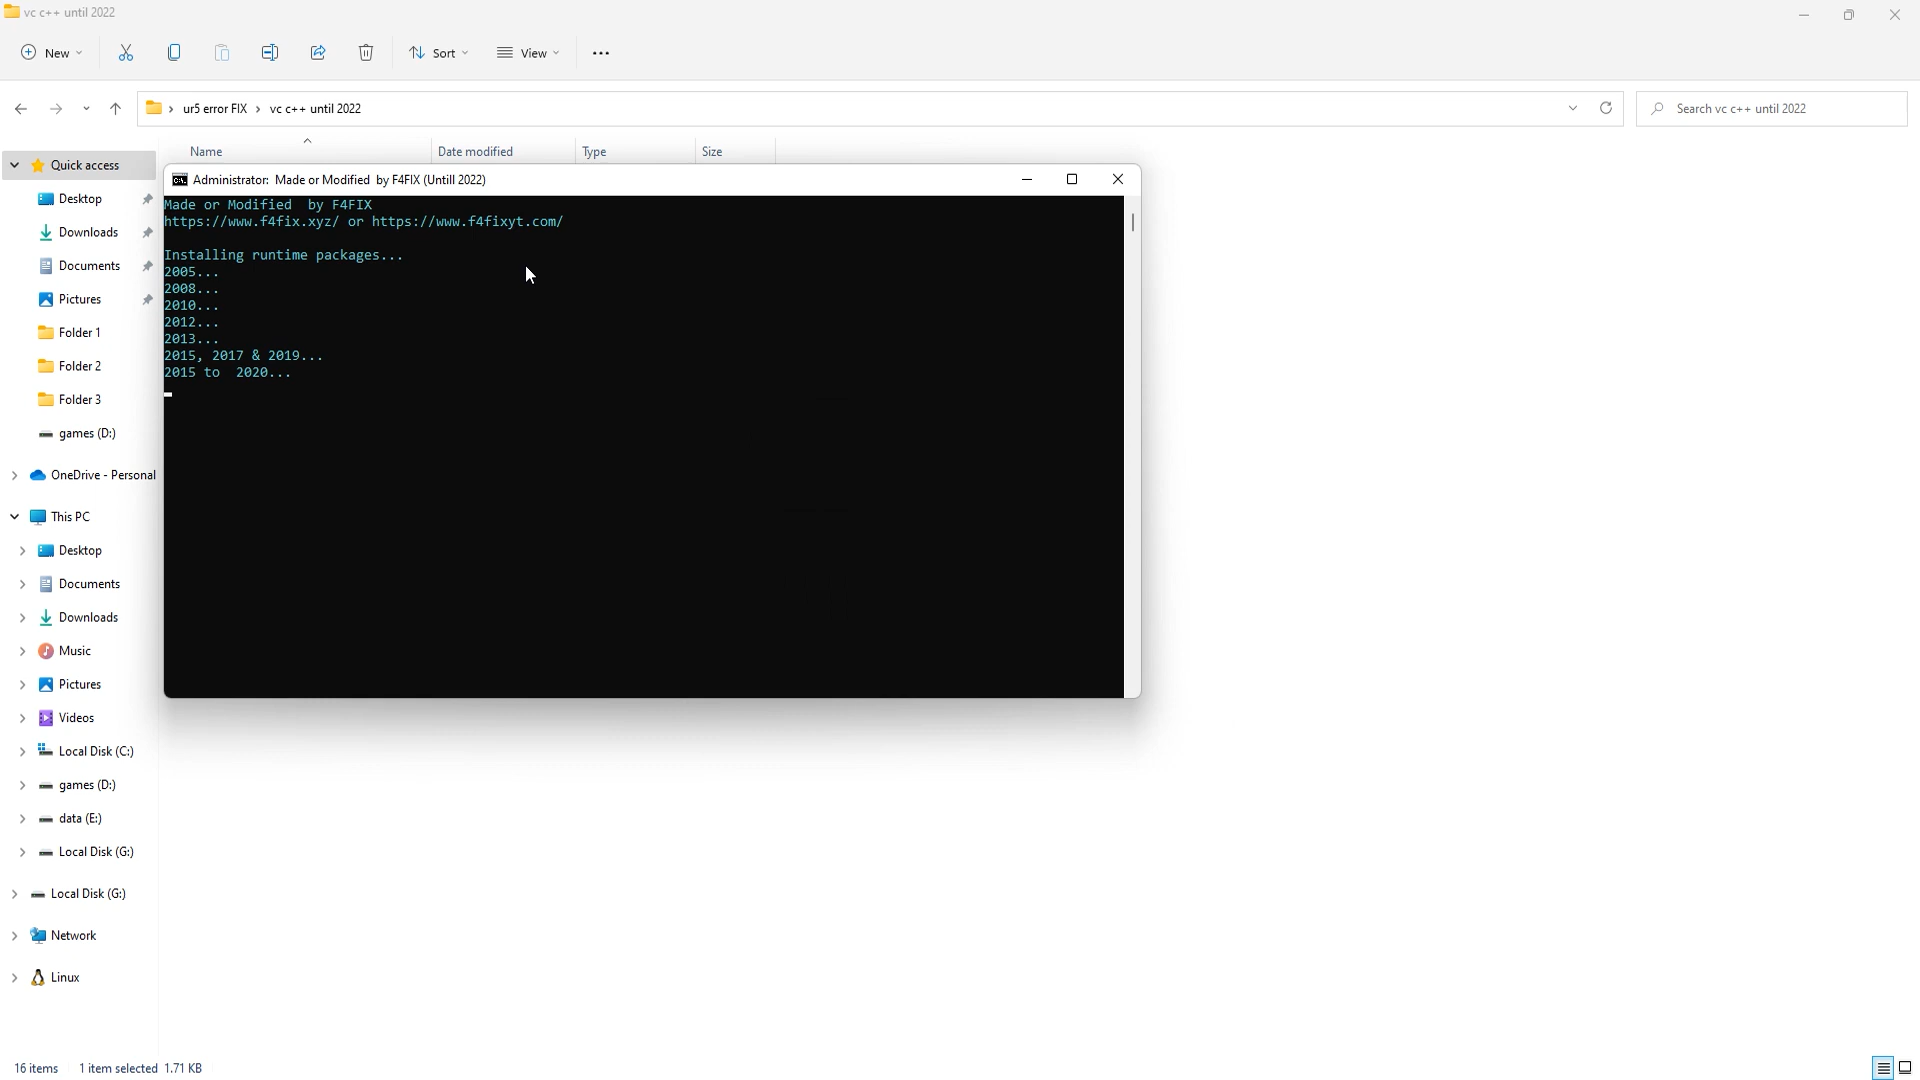 vc c++ until 2022
New
Sort
View
ur5 error FIX
vc c++ until 2022
Search vc c++ until 2022
Name
Date modified
Type
Size
Quick access
Desktop
Downloads
Documents
Pictures
Folder 1
Folder 2
Folder 3
games (D:)
OneDrive - Personal
This PC
Desktop
Documents
Downloads
Music
Pictures
Videos
Local Disk (C:)
games (D:)
data (E:)
Local Disk (G:)
Local Disk (G:)
Network
Linux
Administrator: Made or Modified by F4FIX (Untill 2022)
Made or Modified by F4FIX
https://www.f4fix.xyz/ or https://www.f4fixyt.com/
Installing runtime packages...
2005...
2008...
2010...
2012...
2013...
2015, 2017 & 2019...
2015 to 2020...
16 items
1 item selected 1.71 KB